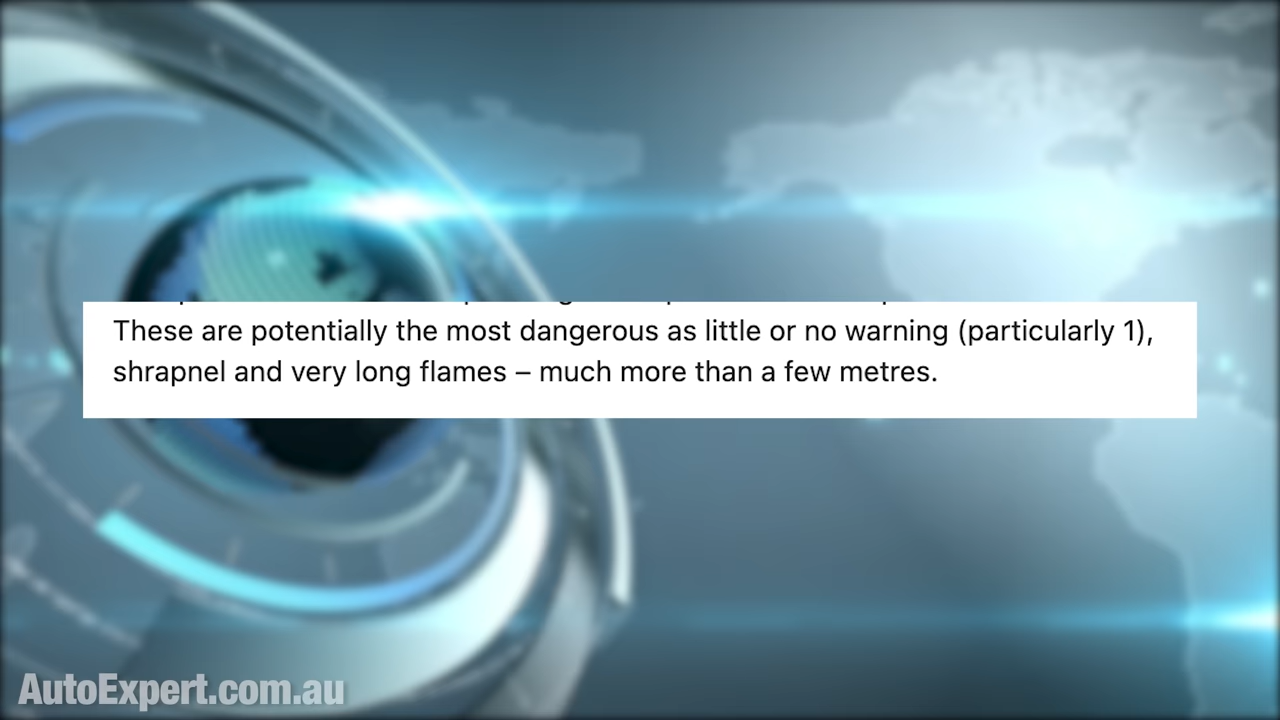 These are potentially the most dangerous as little or no warning (particularly 1),
shrapnel and very long flames – much more than a few metres.
AutoExpert.com.au